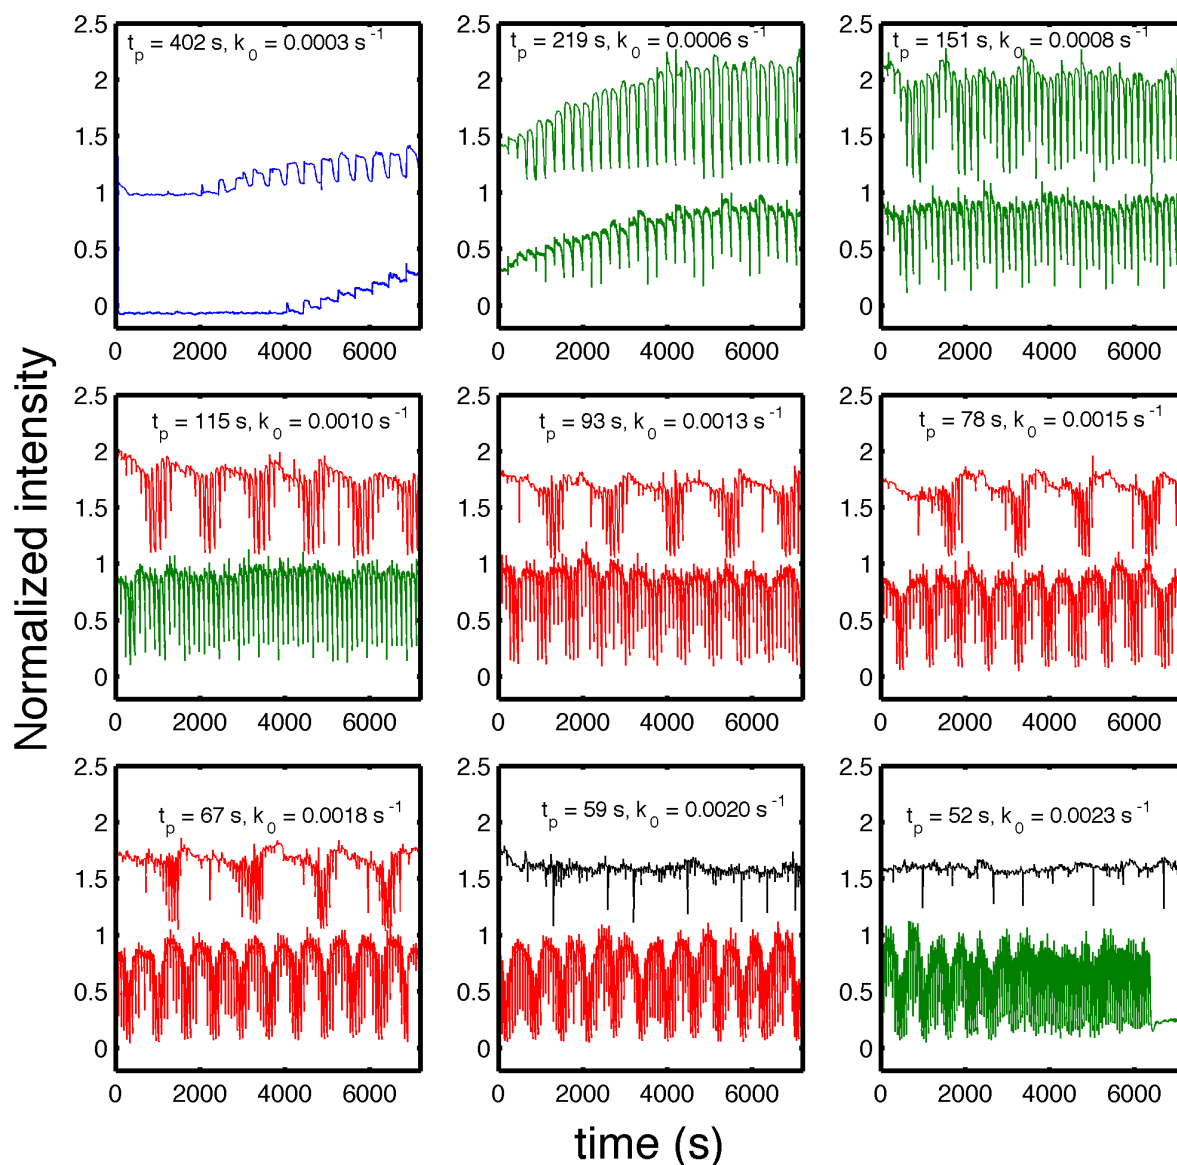 Normalized intensity
t_p = 402 s, k_0 = 0.0003 s^-1
2.5
2
1.5
1
0.5
0
0 2000 4000 6000
t_p = 219 s, k_0 = 0.0006 s^-1
2.5
2
1.5
1
0.5
0
0 2000 4000 6000
t_p = 151 s, k_0 = 0.0008 s^-1
2.5
2
1.5
1
0.5
0
0 2000 4000 6000
t_p = 115 s, k_0 = 0.0010 s^-1
2.5
2
1.5
1
0.5
0
0 2000 4000 6000
t_p = 93 s, k_0 = 0.0013 s^-1
2.5
2
1.5
1
0.5
0
0 2000 4000 6000
t_p = 78 s, k_0 = 0.0015 s^-1
2.5
2
1.5
1
0.5
0
0 2000 4000 6000
t_p = 67 s, k_0 = 0.0018 s^-1
2.5
2
1.5
1
0.5
0
0 2000 4000 6000
t_p = 59 s, k_0 = 0.0020 s^-1
2.5
2
1.5
1
0.5
0
0 2000 4000 6000
t_p = 52 s, k_0 = 0.0023 s^-1
2.5
2
1.5
1
0.5
0
0 2000 4000 6000
time (s)